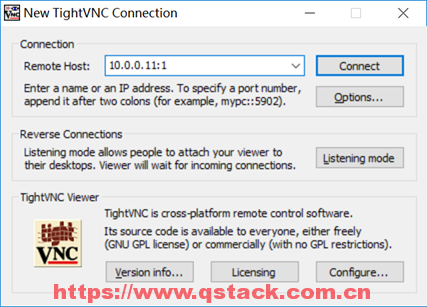 New TightVNC Connection
Connection
Remote Host:
10.0.0.11:1
Connect
Enter a name or an IP address. To specify a port number,
append it after two colons (for example, mypc::5902).
Options...
Reverse Connections
Listening mode allows people to attach your viewer to
their desktops. Viewer will wait for incoming connections.
Listening mode
TightVNC Viewer
TightVNC is cross-platform remote control software.
Its source code is available to everyone, either freely
(GNU GPL license) or commercially (with no GPL restrictions).
tight
VNC
Version info...
Licensing
Configure...
https://www.qstack.com.cn